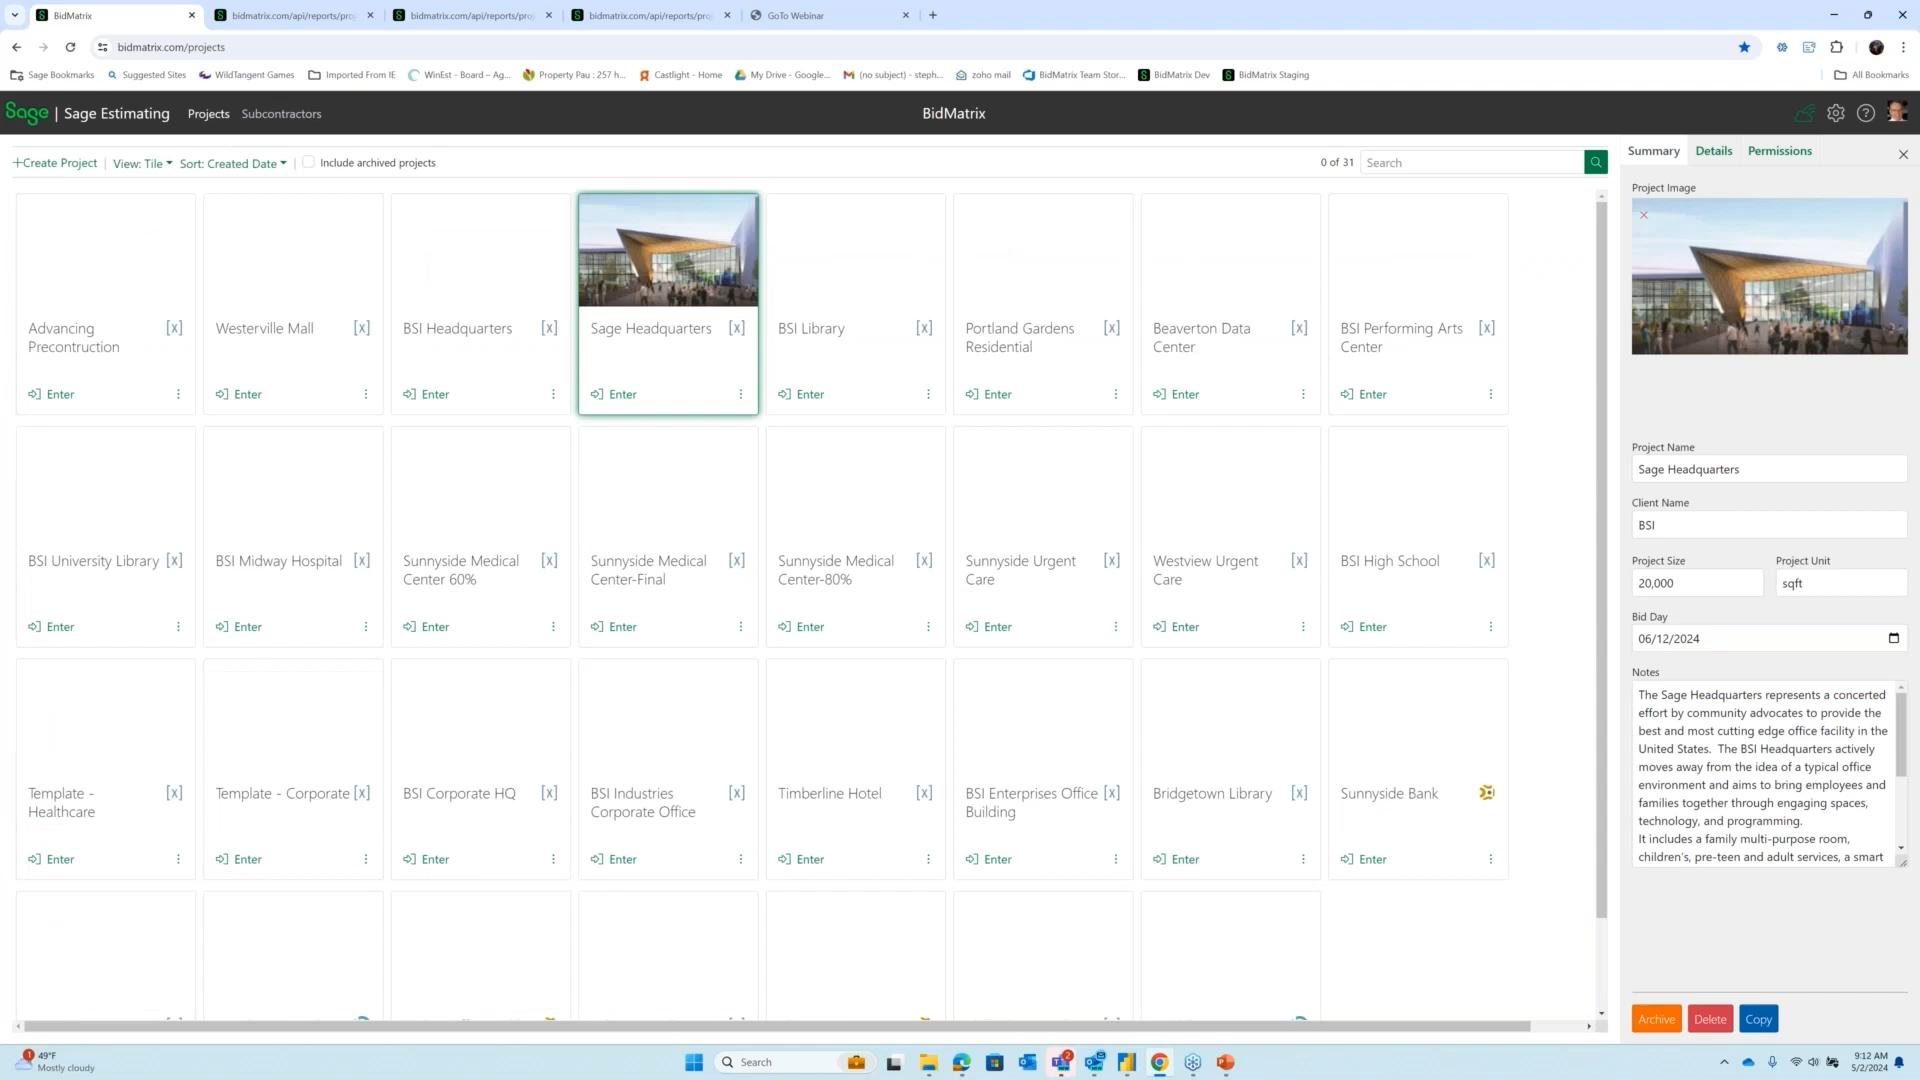 BidMatrix
bidmatrix.com/api/reports/proj
bidmatrix.com/api/reports/proj
bidmatrix.com/api/reports/proj
GoTo Webinar
bidmatrix.com/projects
Sage Bookmarks
Suggested Sites
WildTangent Games
Imported From IE
WinEst - Board – Ag...
Property Pau : 257 h...
Castlight - Home
My Drive - Google...
(no subject) - steph...
zoho mail
BidMatrix Team Stor...
BidMatrix Dev
BidMatrix Staging
All Bookmarks
Sage | Sage Estimating
Projects
Subcontractors
BidMatrix
+Create Project
View: Tile
Sort: Created Date
Include archived projects
0 of 31
Search
Advancing
Precontruction
[x]
Westerville Mall
[x]
BSI Headquarters
[x]
Sage Headquarters
[x]
BSI Library
[x]
Portland Gardens
Residential
[x]
Beaverton Data
Center
[x]
BSI Performing Arts
Center
[x]
Enter
Enter
Enter
Enter
Enter
Enter
Enter
Enter
BSI University Library
[x]
BSI Midway Hospital
[x]
Sunnyside Medical
Center 60%
[x]
Sunnyside Medical
Center-Final
[x]
Sunnyside Medical
Center-80%
[x]
Sunnyside Urgent
Care
[x]
Westview Urgent
Care
[x]
BSI High School
[x]
Enter
Enter
Enter
Enter
Enter
Enter
Enter
Enter
Template -
Healthcare
[x]
Template - Corporate
[x]
BSI Corporate HQ
[x]
BSI Industries
Corporate Office
[x]
Timberline Hotel
[x]
BSI Enterprises Office
Building
[x]
Bridgetown Library
[x]
Sunnyside Bank
Enter
Enter
Enter
Enter
Enter
Enter
Enter
Enter
Summary
Details
Permissions
Project Image
Project Name
Sage Headquarters
Client Name
BSI
Project Size
Project Unit
20,000
sqft
Bid Day
06/12/2024
Notes
The Sage Headquarters represents a concerted
effort by community advocates to provide the
best and most cutting edge office facility in the
United States. The BSI Headquarters actively
moves away from the idea of a typical office
environment and aims to bring employees and
families together through engaging spaces,
technology, and programming.
It includes a family multi-purpose room,
children's, pre-teen and adult services, a smart
Archive
Delete
Copy
1
49°F
Mostly cloudy
Search
2
9:12 AM
5/2/2024